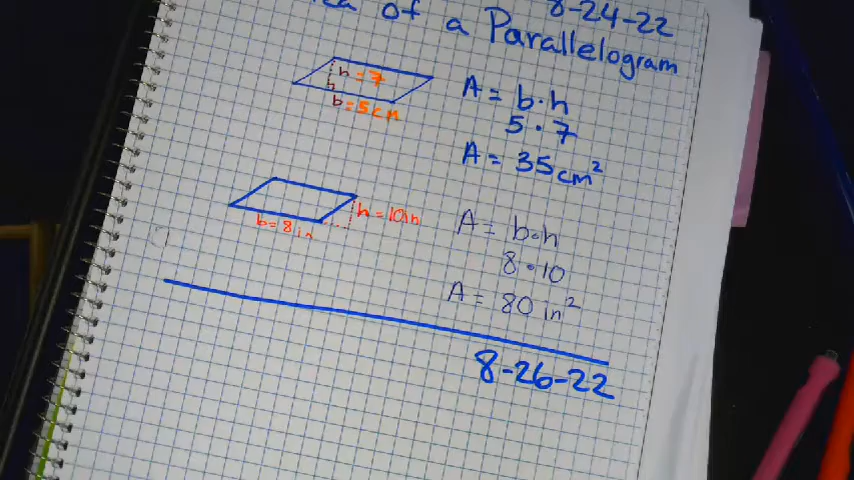 8-24-22
of a Parallelogram
h = 7
b = 5cm
A = b·h
5 · 7
A = 35cm²
h = 10in
b = 8in
A = b·h
8·10
A = 80 in²
8-26-22